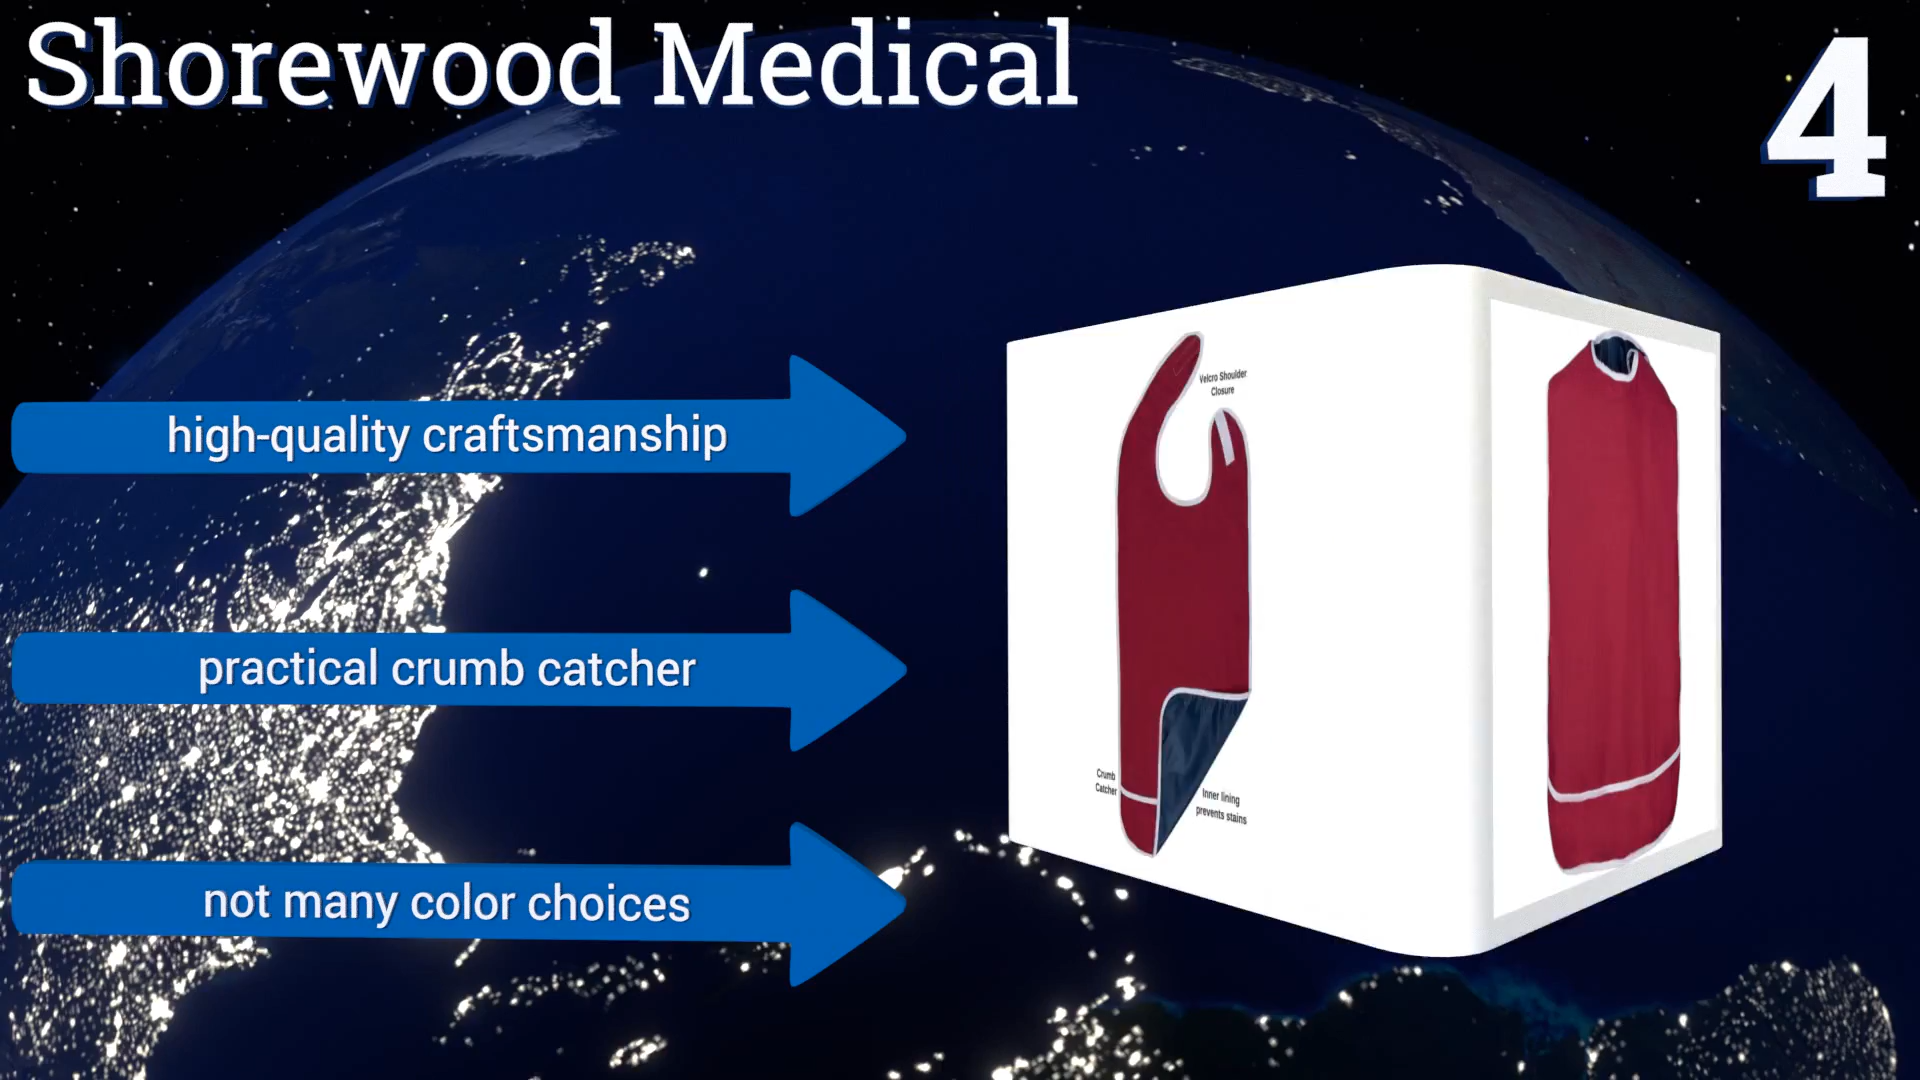 Shorewood Medical
4
high-quality craftsmanship
practical crumb catcher
not many color choices
Velcro Shoulder
Closure
Crumb
Catcher
Inner lining
prevents stains